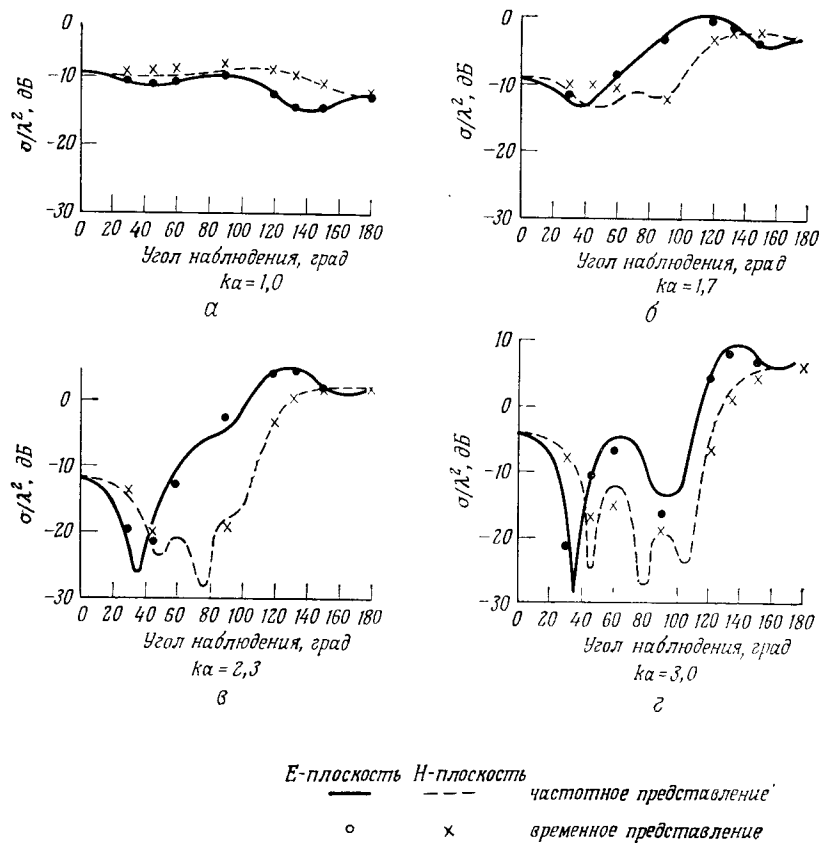 σ/λ², дБ
0
−10
−20
−30
0 20 40 60 80 100 120 140 160 180
Угол наблюдения, град
ka = 1,0
а
σ/λ², дБ
0
−10
−20
−30
0 20 40 60 80 100 120 140 160 180
Угол наблюдения, град
ka = 1,7
б
σ/λ², дБ
0
−10
−20
−30
0 20 40 60 80 100 120 140 160 180
Угол наблюдения, град
ka = 2,3
в
σ/λ², дБ
10
0
−10
−20
−30
0 20 40 60 80 100 120 140 160 180
Угол наблюдения, град
ka = 3,0
г
E-плоскость H-плоскость
частотное представление
временное представление